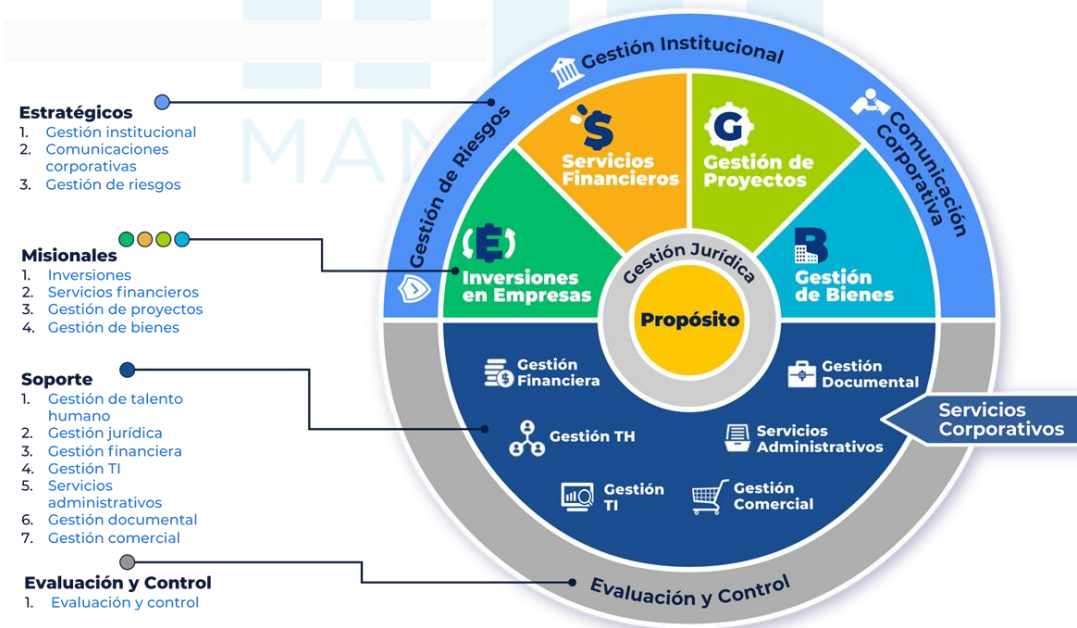 Estratégicos
1. Gestión institucional
2. Comunicaciones
corporativas
3. Gestión de riesgos
Misionales
1. Inversiones
2. Servicios financieros
3. Gestión de proyectos
4. Gestión de bienes
Soporte
1. Gestión de talento
humano
2. Gestión jurídica
3. Gestión financiera
4. Gestión TI
5. Servicios
administrativos
6. Gestión documental
7. Gestión comercial
Evaluación y Control
1. Evaluación y control
MAN
Gestión de Riesgos
Gestión Institucional
Comunicación
Corporativa
E
Inversiones
en Empresas
S
Servicios
Financieros
G
Gestión de
Proyectos
B
Gestión
de Bienes
Gestión Jurídica
Propósito
Gestión
Financiera
Gestión
Documental
Gestión TH
Servicios
Administrativos
Gestión
TI
Gestión
Comercial
Servicios
Corporativos
Evaluación y Control